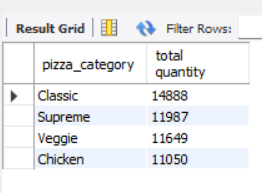 Result Grid Filter Rows:
pizza_category total quantity
Classic 14888
Supreme 11987
Veggie 11649
Chicken 11050